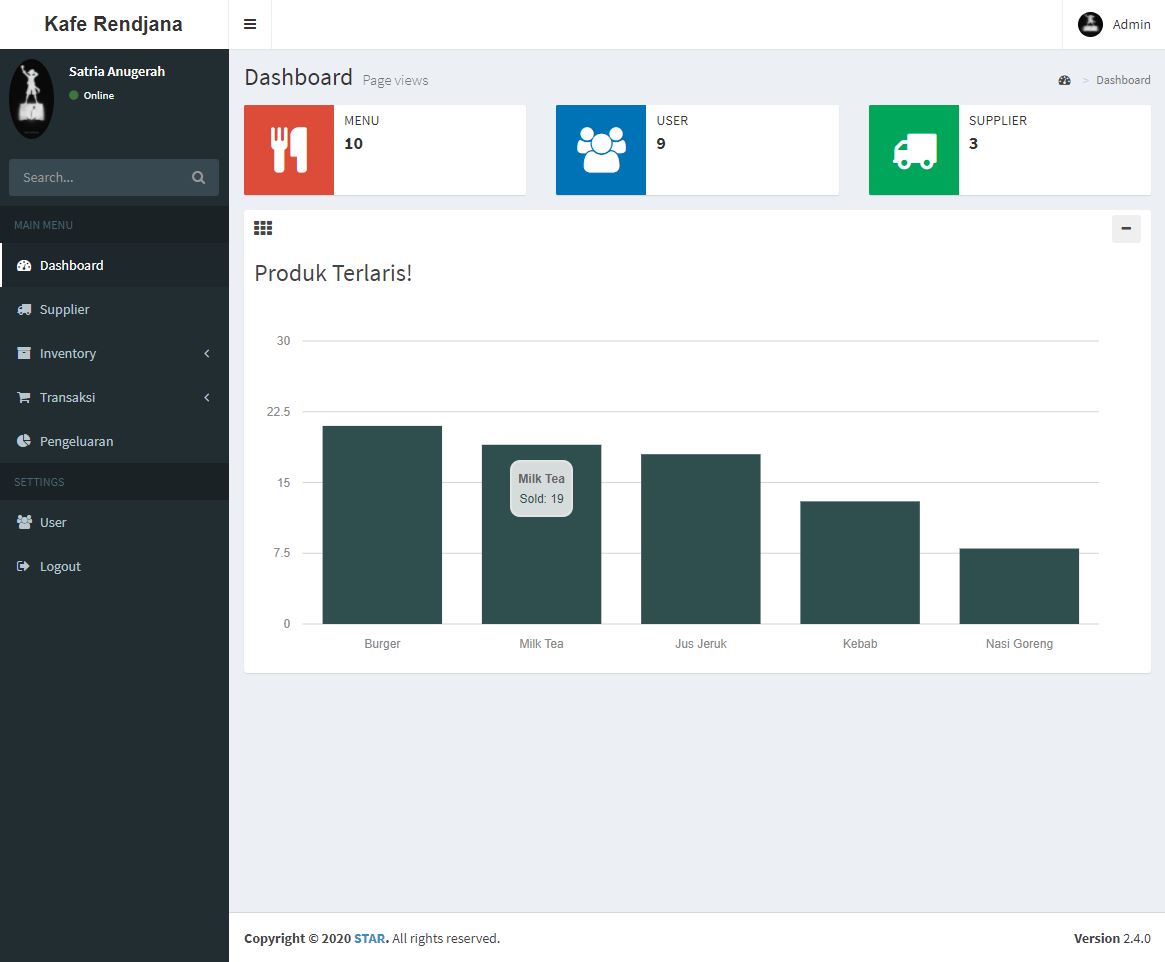 Kafe Rendjana
Admin
Satria Anugerah
Online
Search...
MAIN MENU
Dashboard
Supplier
Inventory
Transaksi
Pengeluaran
SETTINGS
User
Logout
Dashboard Page views
> Dashboard
MENU
10
USER
9
SUPPLIER
3
Produk Terlaris!
30
22.5
15
7.5
0
Milk Tea
Sold: 19
Burger Milk Tea Jus Jeruk Kebab Nasi Goreng
Copyright © 2020 STAR. All rights reserved. Version 2.4.0